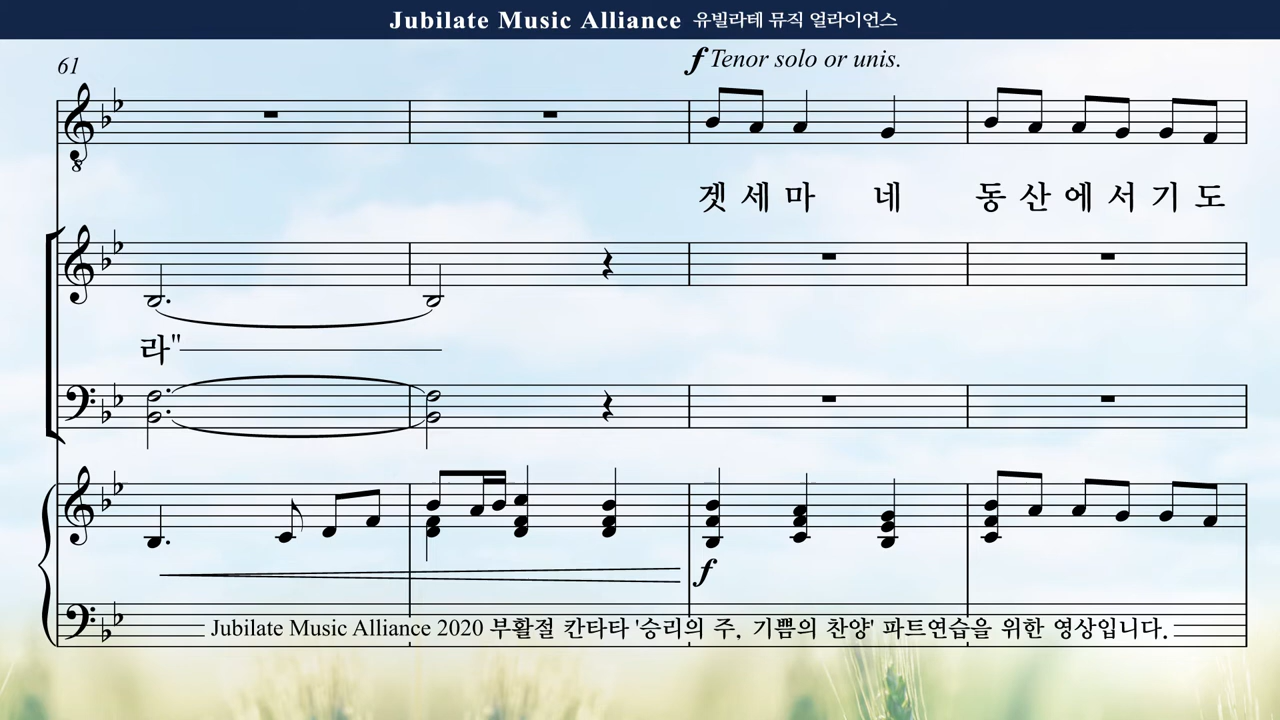 Jubilate Music Alliance 유빌라테 뮤직 얼라이언스
61
f Tenor solo or unis.
겟 세 마 네 동 산 에 서 기 도
라"
f
Jubilate Music Alliance 2020 부활절 칸타타 '승리의 주, 기쁨의 찬양' 파트연습을 위한 영상입니다.